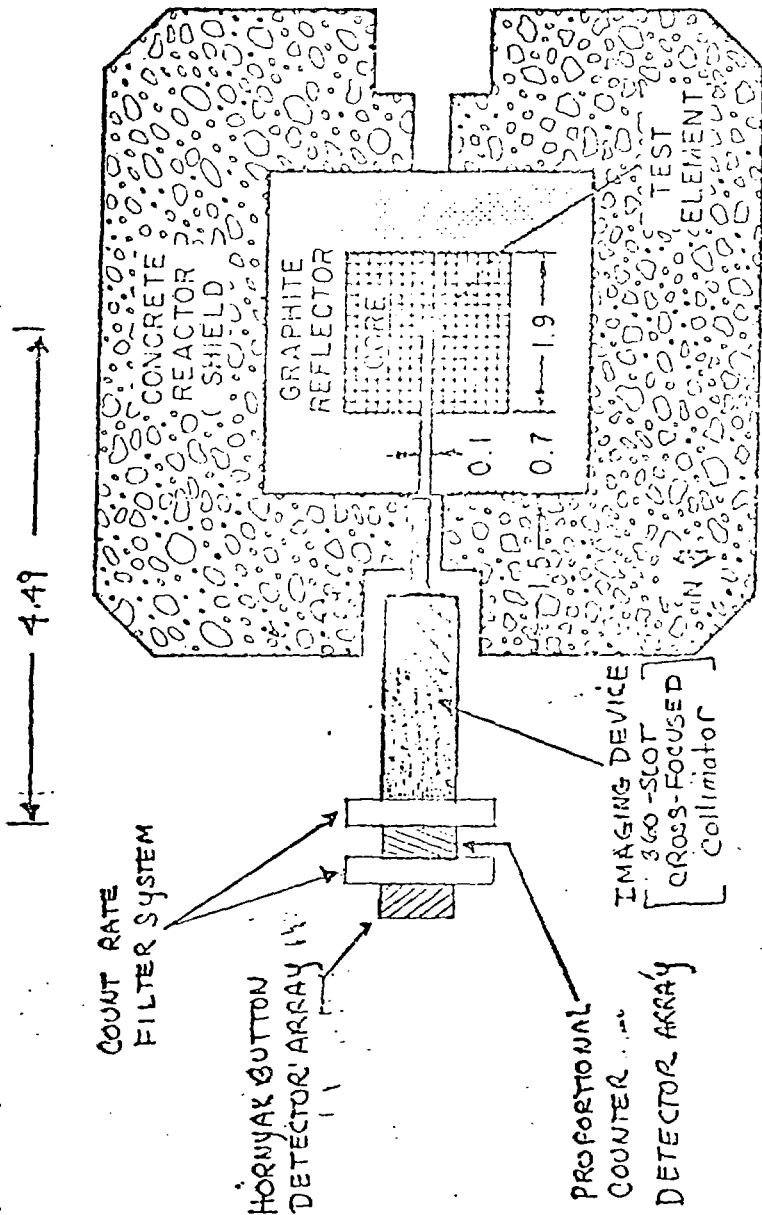 4.49
CONCRETE
REACTOR
SHIELD
GRAPHITE
REFLECTOR
CORE
TEST
ELEMENT
0.1
1.9
0.7
1.5
N
COUNT RATE
FILTER SYSTEM
HORNYAK BUTTON
DETECTOR ARRAY
PROPORTIONAL
COUNTER
DETECTOR ARRAY
IMAGING DEVICE
360-SLOT
CROSS-FOCUSED
Collimator